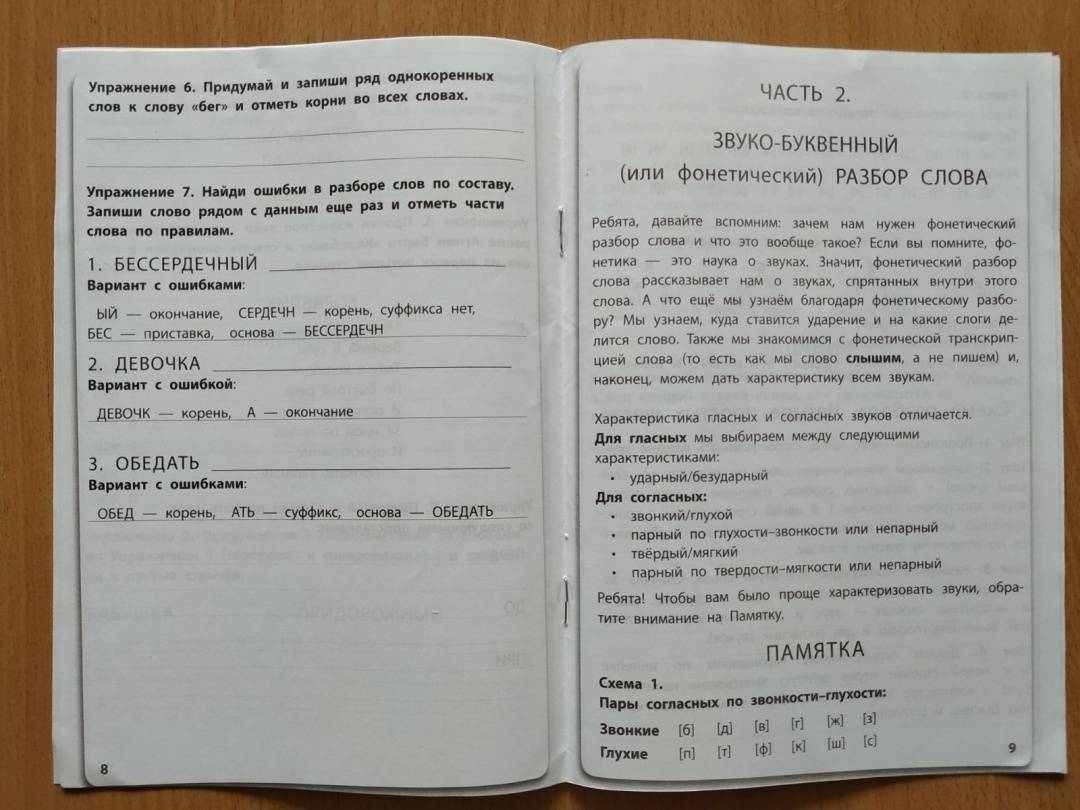 Упражнение 6. Придумай и запиши ряд однокоренных
слов к слову «бег» и отметь корни во всех словах.
Упражнение 7. Найди ошибки в разборе слов по составу.
Запиши слово рядом с данным еще раз и отметь части
слова по правилам.
1. БЕССЕРДЕЧНЫЙ
Вариант с ошибками:
ЫЙ — окончание, СЕРДЕЧН — корень, суффикса нет,
БЕС — приставка, основа — БЕССЕРДЕЧН
2. ДЕВОЧКА
Вариант с ошибкой:
ДЕВОЧК — корень, А — окончание
3. ОБЕДАТЬ
Вариант с ошибками:
ОБЕД — корень, АТЬ — суффикс, основа — ОБЕДАТЬ
8
ЧАСТЬ 2.
ЗВУКО-БУКВЕННЫЙ
(или фонетический) РАЗБОР СЛОВА
Ребята, давайте вспомним: зачем нам нужен фонетический
разбор слова и что это вообще такое? Если вы помните, фо-
нетика — это наука о звуках. Значит, фонетический разбор
слова рассказывает нам о звуках, спрятанных внутри этого
слова. А что ещё мы узнаём благодаря фонетическому разбо-
ру? Мы узнаем, куда ставится ударение и на какие слоги де-
лится слово. Также мы знакомимся с фонетической транскрип-
цией слова (то есть как мы слово слышим, а не пишем) и,
наконец, можем дать характеристику всем звукам.
Характеристика гласных и согласных звуков отличается.
Для гласных мы выбираем между следующими
характеристиками:
• ударный/безударный
Для согласных:
• звонкий/глухой
• парный по глухости–звонкости или непарный
• твёрдый/мягкий
• парный по твердости–мягкости или непарный
Ребята! Чтобы вам было проще характеризовать звуки, обра-
тите внимание на Памятку.
ПАМЯТКА
Схема 1.
Пары согласных по звонкости–глухости:
Звонкие [б] [д] [в] [г] [ж] [з]
Глухие [п] [т] [ф] [к] [ш] [с]
9